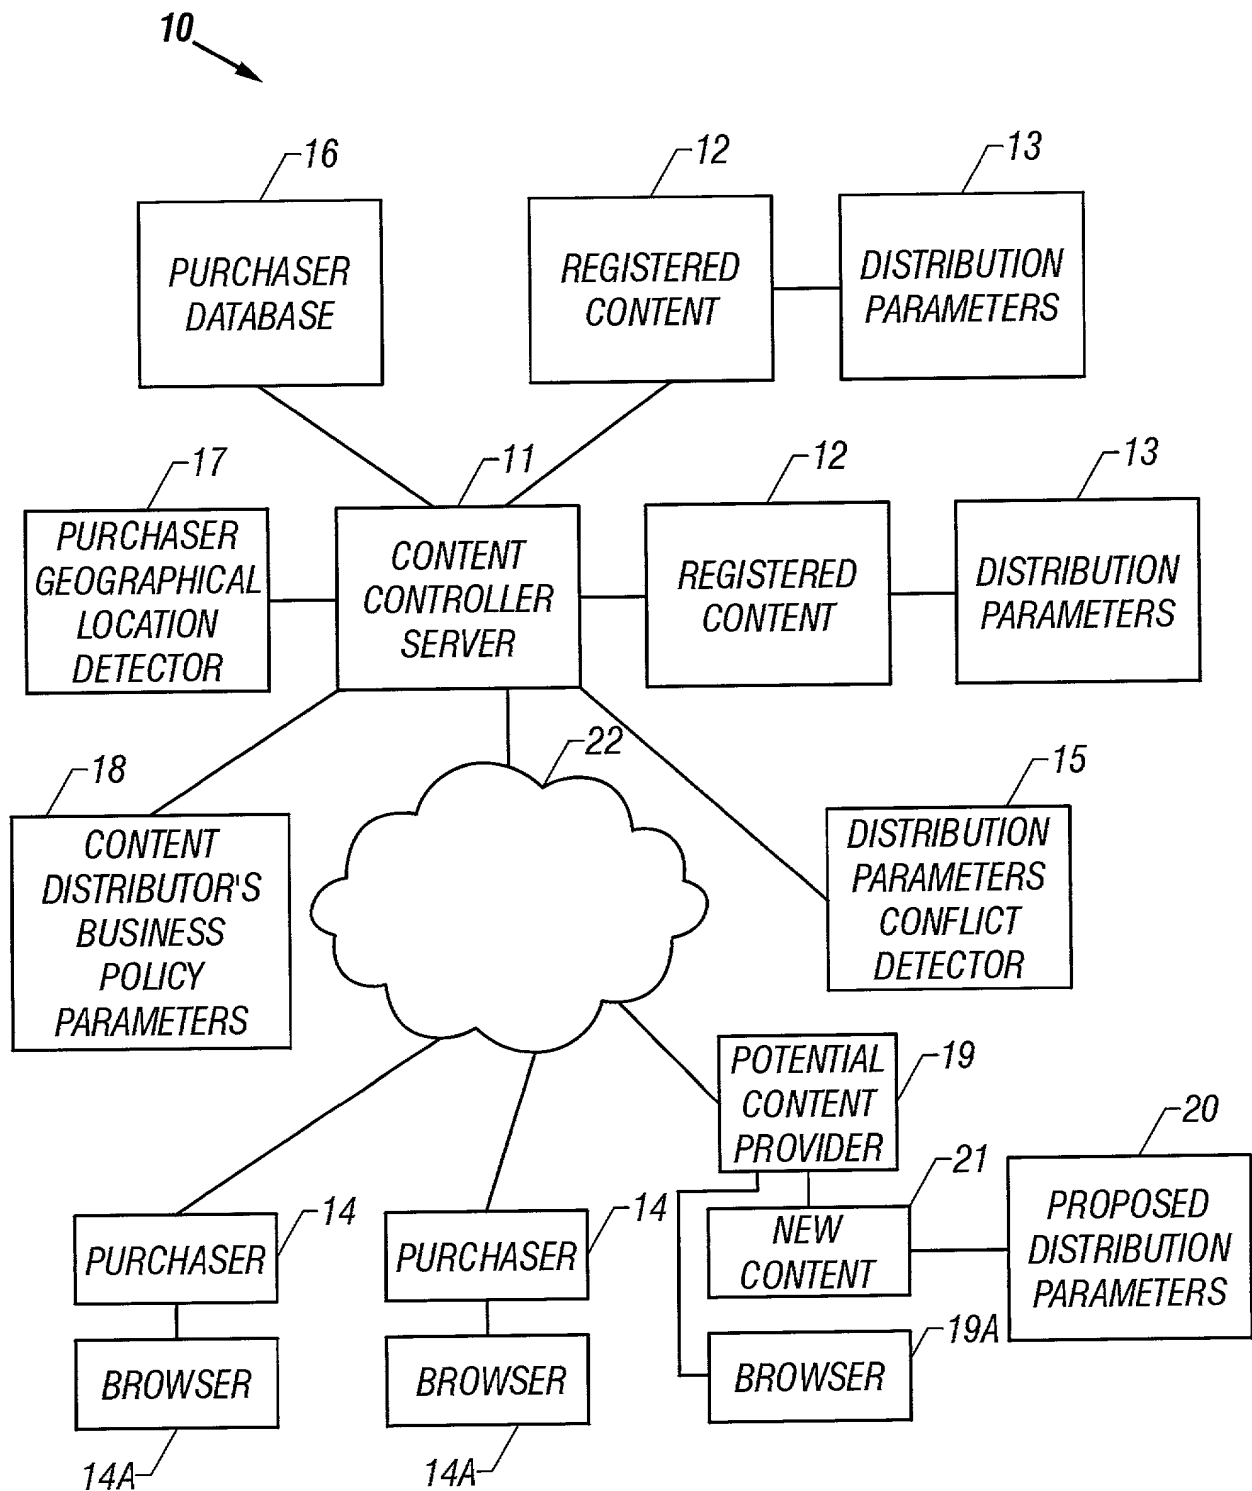 10
16
PURCHASER
DATABASE
12
REGISTERED
CONTENT
13
DISTRIBUTION
PARAMETERS
17
PURCHASER
GEOGRAPHICAL
LOCATION
DETECTOR
11
CONTENT
CONTROLLER
SERVER
12
REGISTERED
CONTENT
13
DISTRIBUTION
PARAMETERS
18
CONTENT
DISTRIBUTOR'S
BUSINESS
POLICY
PARAMETERS
22
15
DISTRIBUTION
PARAMETERS
CONFLICT
DETECTOR
POTENTIAL
CONTENT
PROVIDER
19
14
PURCHASER
BROWSER
14A
14
PURCHASER
BROWSER
14A
21
NEW
CONTENT
20
PROPOSED
DISTRIBUTION
PARAMETERS
19A
BROWSER